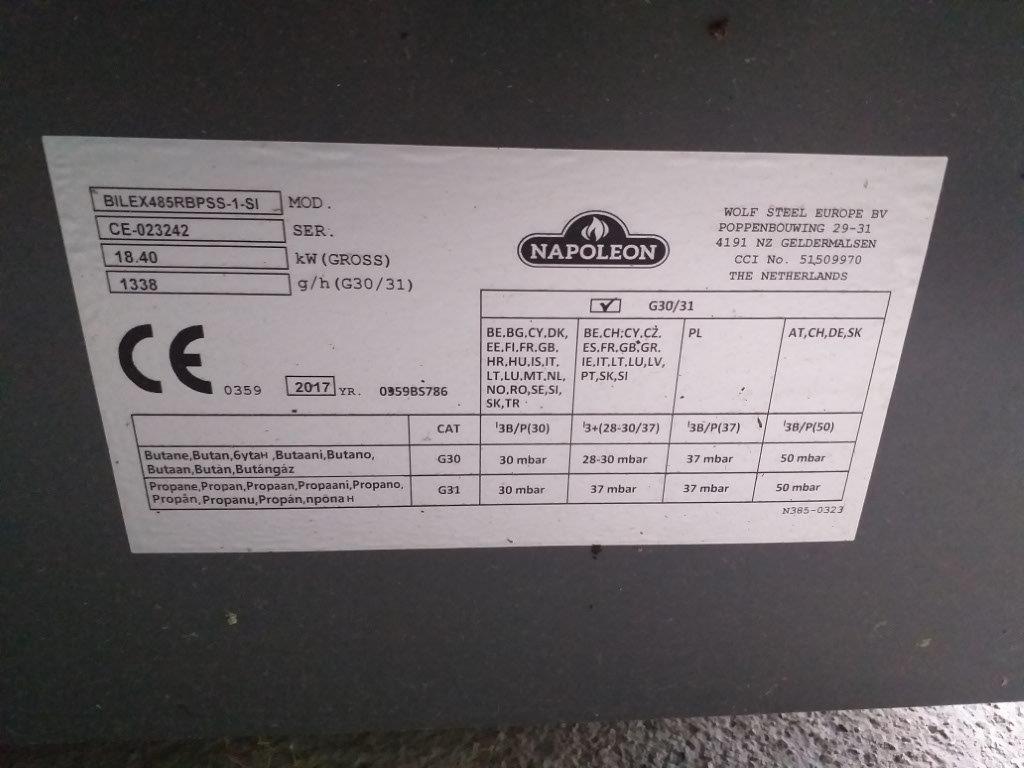 BILEX485RBPSS-1-SI MOD.
CE-023242 SER.
18.40 kW(GROSS)
1338 g/h(G30/31)
NAPOLEON
WOLF STEEL EUROPE BV
POPPENBOUWING 29-31
4191 NZ GELDERMALSEN
CCI No. 51509970
THE NETHERLANDS
CE 0359 2017 YR. 0359BS786
G30/31
BE,BG,CY,DK,
EE,FI,FR,GB,
HR,HU,IS,IT,
LT,LU,MT,NL,
NO,RO,SE,SI,
SK,TR
BE,CH,CY,CZ,
ES,FR,GB,GR,
IE,IT,LT,LU,LV,
PT,SK,SI
PL
AT,CH,DE,SK
CAT I3B/P(30) I3+(28-30/37) I3B/P(37) I3B/P(50)
Butane,Butan,бутан ,Butaani,Butano,
Butaan,Butān,Butángáz
G30 30 mbar 28-30 mbar 37 mbar 50 mbar
Propane,Propan,Propaan,Propaani,Propano,
Propān,Propanu,Propán,пропан
G31 30 mbar 37 mbar 37 mbar 50 mbar
N385-0323